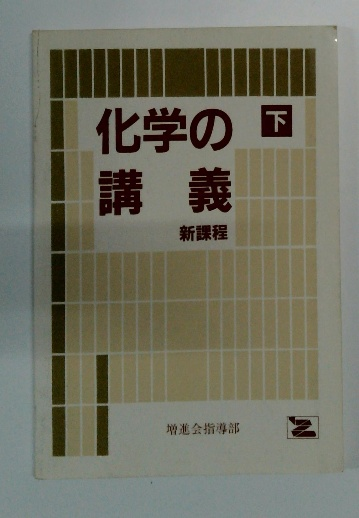 化学の 下
講義
新課程
増進会指導部
Z